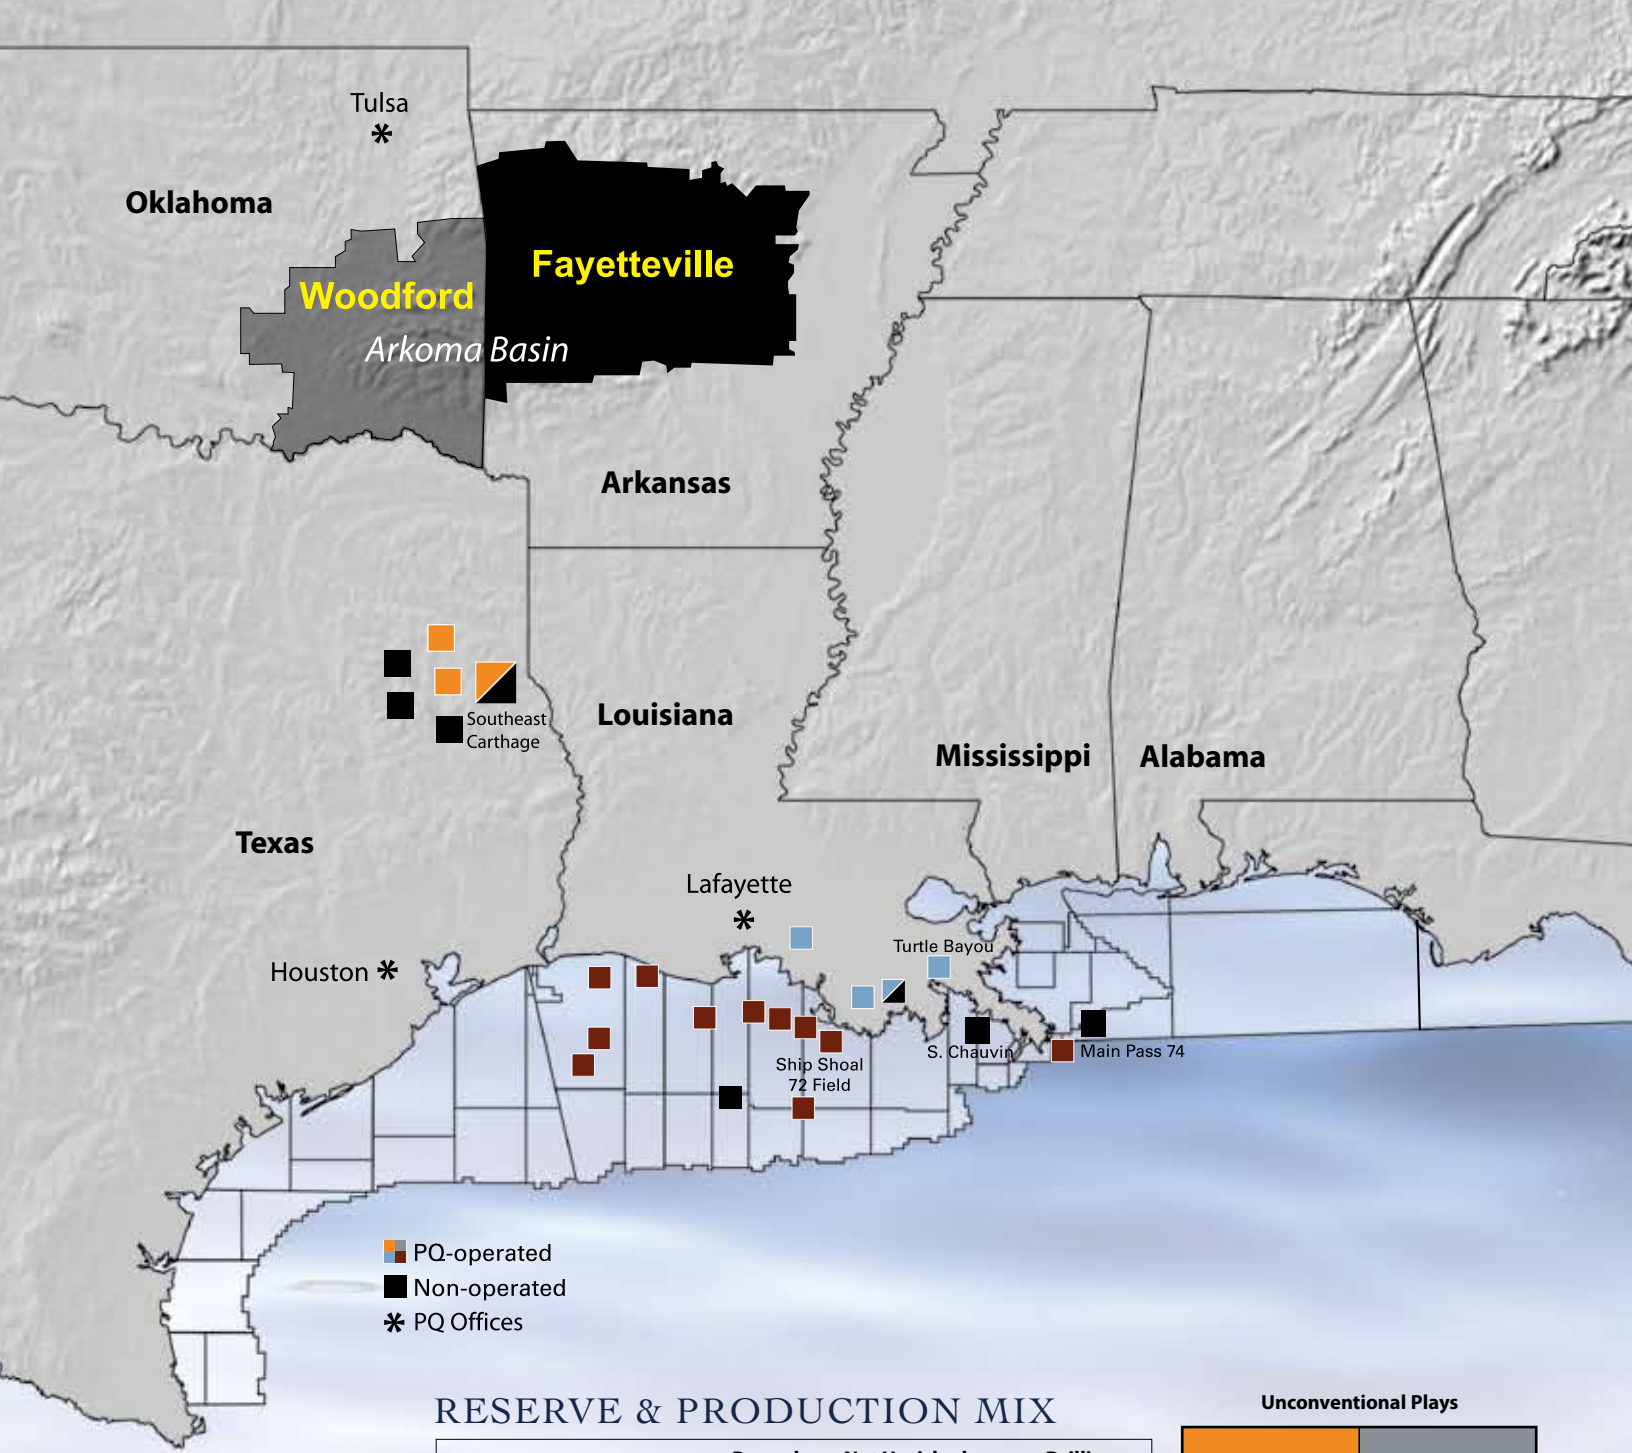 Tulsa
*
Oklahoma
Fayetteville
Woodford
Arkoma Basin
Arkansas
Southeast
Carthage
Louisiana
Mississippi
Alabama
Texas
Lafayette
*
Turtle Bayou
Houston *
S. Chauvin
Main Pass 74
Ship Shoal
72 Field
PQ-operated
Non-operated
* PQ Offices
RESERVE & PRODUCTION MIX
Unconventional Plays